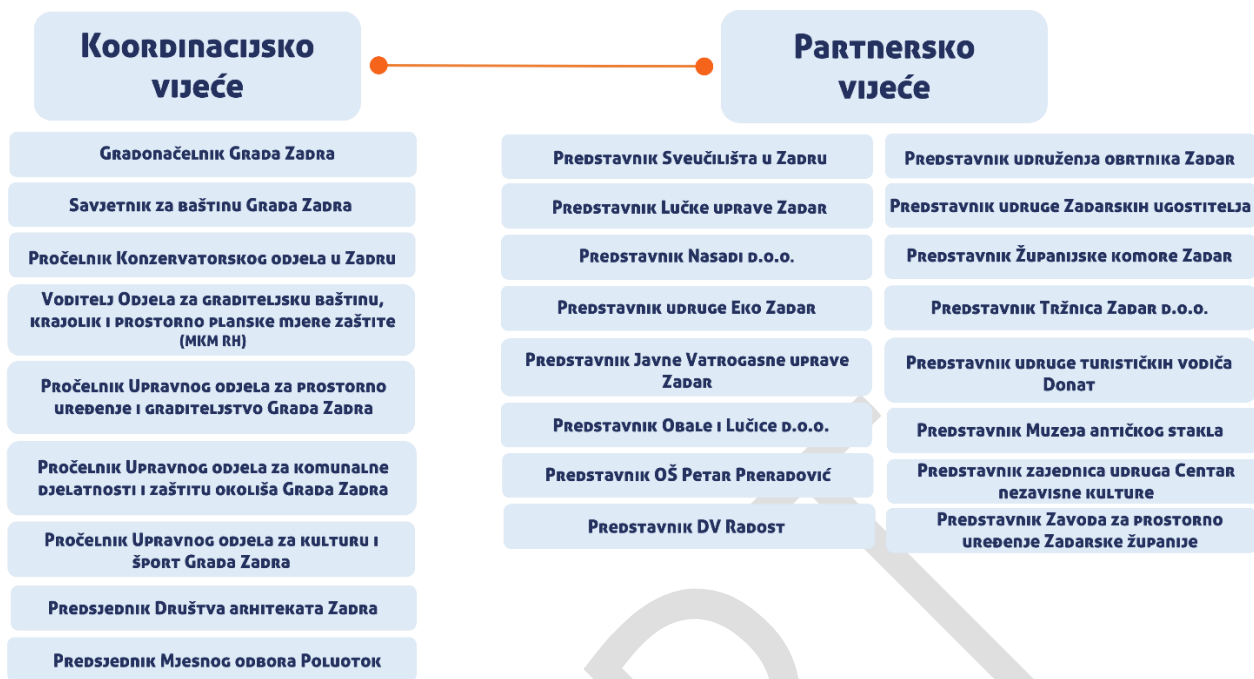 Koordinacijsko
vijeće
Gradonačelnik Grada Zadra
Savjetnik za baštinu Grada Zadra
Pročelnik Konzervatorskog odjela u Zadru
Voditelj Odjela za graditeljsku baštinu,
krajolik i prostorno planske mjere zaštite
(MKM RH)
Pročelnik Upravnog odjela za prostorno
uređenje i graditeljstvo Grada Zadra
Pročelnik Upravnog odjela za komunalne
djelatnosti i zaštitu okoliša Grada Zadra
Pročelnik Upravnog odjela za kulturu i
šport Grada Zadra
Predsjednik Društva arhitekata Zadra
Predsjednik Mjesnog odbora Poluotok
Partnersko
vijeće
Predstavnik Sveučilišta u Zadru
Predstavnik Lučke uprave Zadar
Predstavnik Nasadi d.o.o.
Predstavnik udruge Eko Zadar
Predstavnik Javne Vatrogasne uprave
Zadar
Predstavnik Obale i Lučice d.o.o.
Predstavnik OŠ Petar Preradović
Predstavnik DV Radost
Predstavnik udruženja obrtnika Zadar
Predstavnik udruge Zadarskih ugostitelja
Predstavnik Županijske komore Zadar
Predstavnik Tržnica Zadar d.o.o.
Predstavnik udruge turističkih vodiča
Donat
Predstavnik Muzeja antičkog stakla
Predstavnik zajednica udruga Centar
nezavisne kulture
Predstavnik Zavoda za prostorno
uređenje Zadarske županije